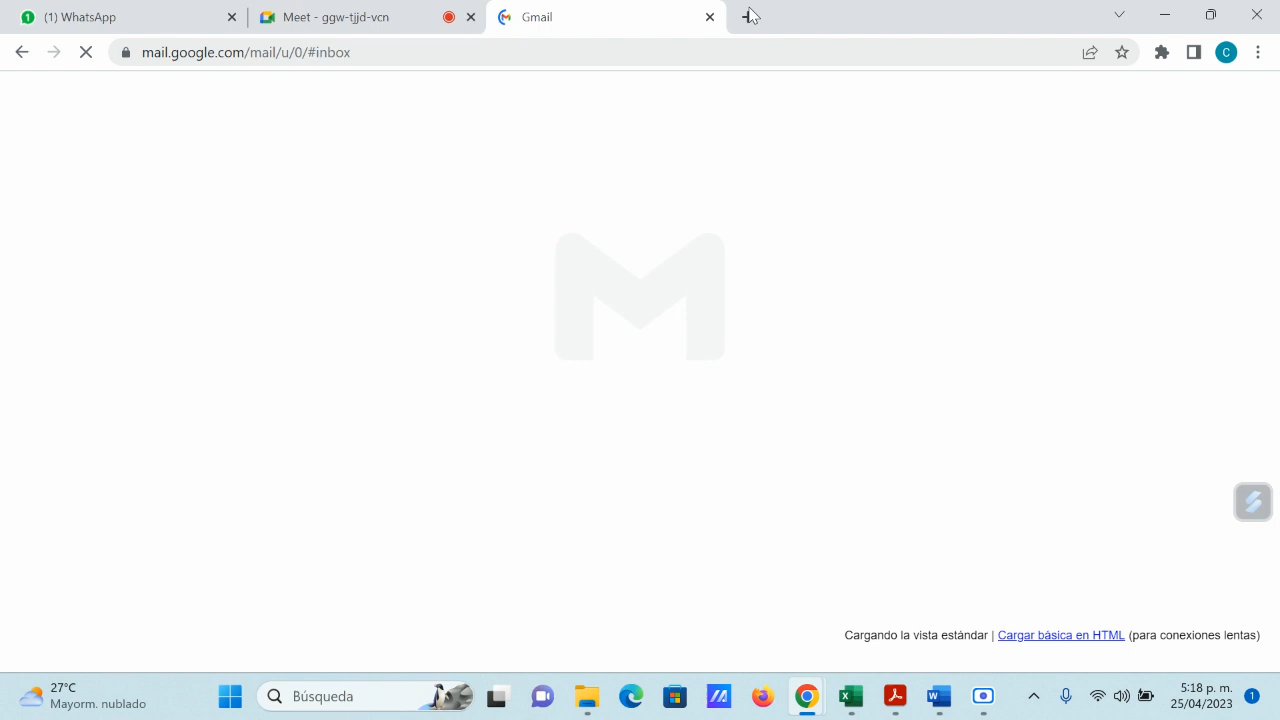 (1) WhatsApp
Meet - ggw-tjjd-vcn
Gmail
mail.google.com/mail/u/0/#inbox
C
M
Cargando la vista estándar | Cargar básica en HTML (para conexiones lentas)
27°C
Mayorm. nublado
Búsqueda
5:18 p. m.
25/04/2023
1